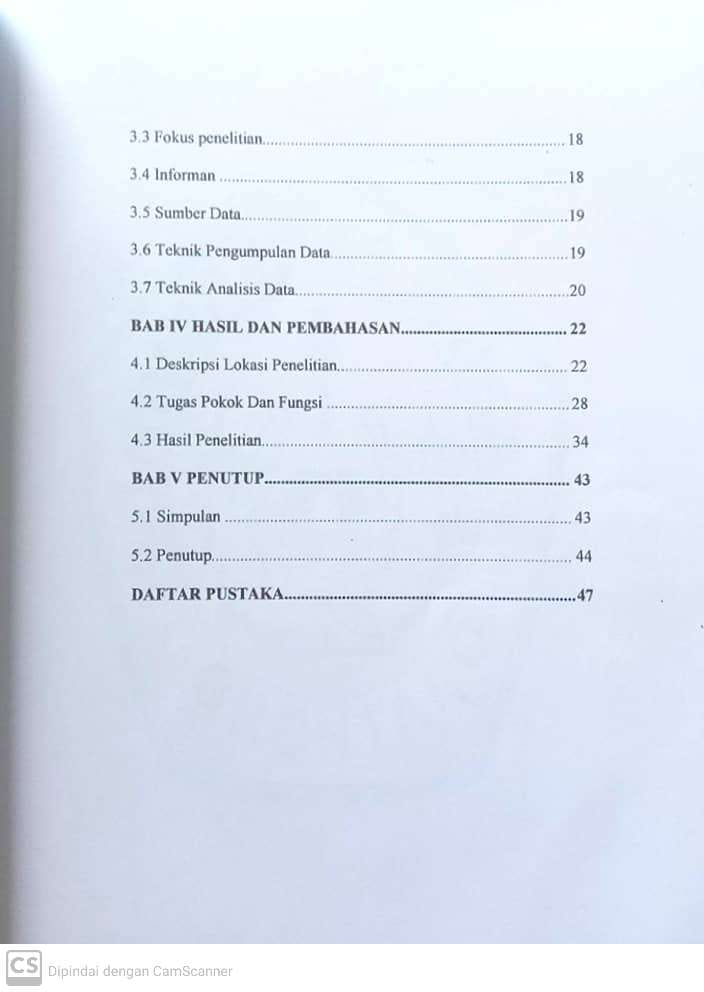 3.3 Fokus penelitian.................................................................. 18
3.4 Informan ........................................................................... 18
3.5 Sumber Data....................................................................... 19
3.6 Teknik Pengumpulan Data.................................................... 19
3.7 Teknik Analisis Data............................................................20
BAB IV HASIL DAN PEMBAHASAN........................................ 22
4.1 Deskripsi Lokasi Penelitian.................................................. 22
4.2 Tugas Pokok Dan Fungsi .....................................................28
4.3 Hasil Penelitian................................................................... 34
BAB V PENUTUP.................................................................... 43
5.1 Simpulan ............................................................................ 43
5.2 Penutup............................................................................... 44
DAFTAR PUSTAKA.................................................................47
CS Dipindai dengan CamScanner